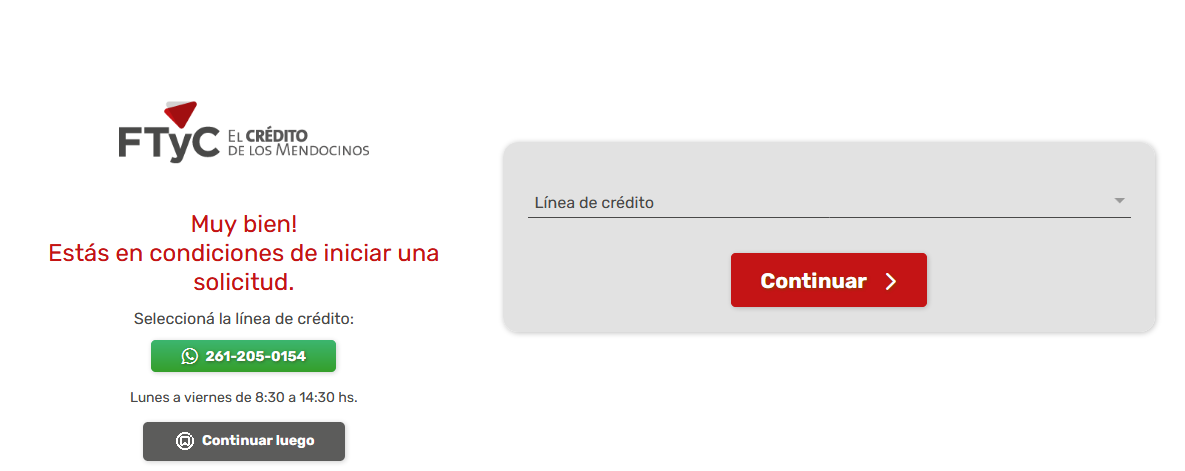 FTyC EL CRÉDITO
DE LOS MENDOCINOS
Muy bien!
Estás en condiciones de iniciar una
solicitud.
Seleccioná la línea de crédito:
261-205-0154
Lunes a viernes de 8:30 a 14:30 hs.
Continuar luego
Línea de crédito
Continuar